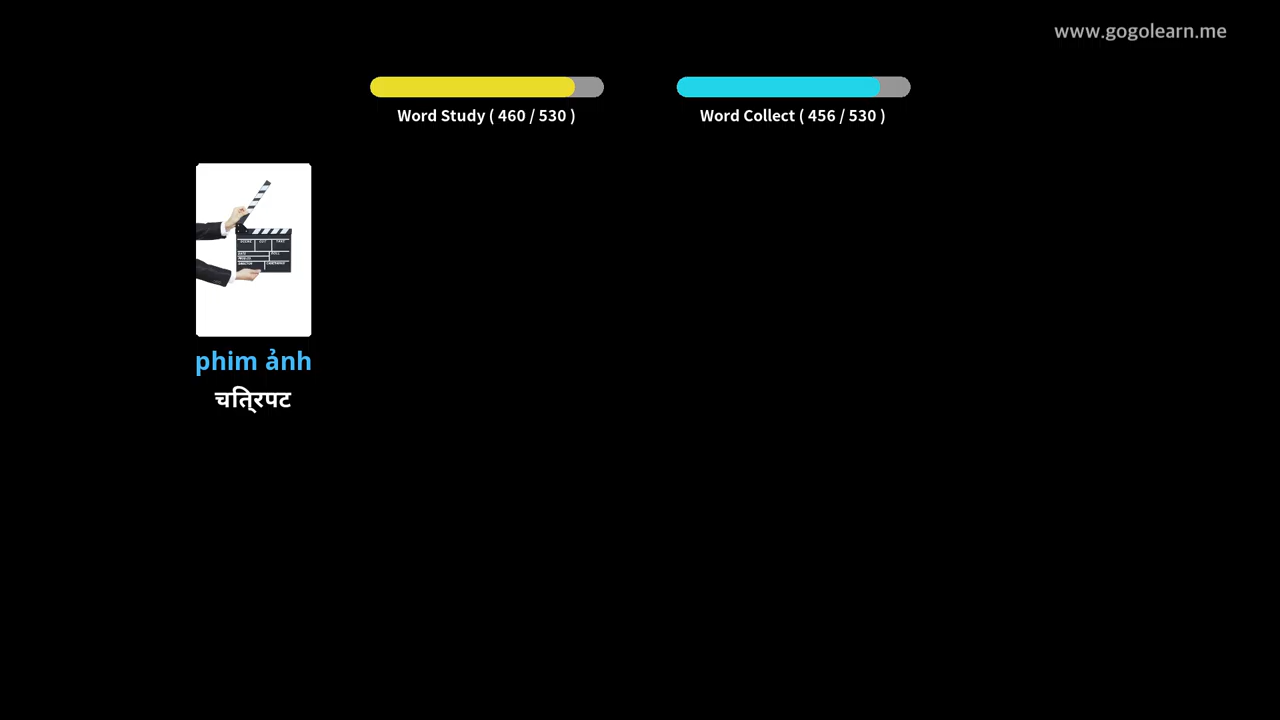 www.gogolearn.me
Word Study ( 460 / 530 )
Word Collect ( 456 / 530 )
phim ảnh
चित्रपट